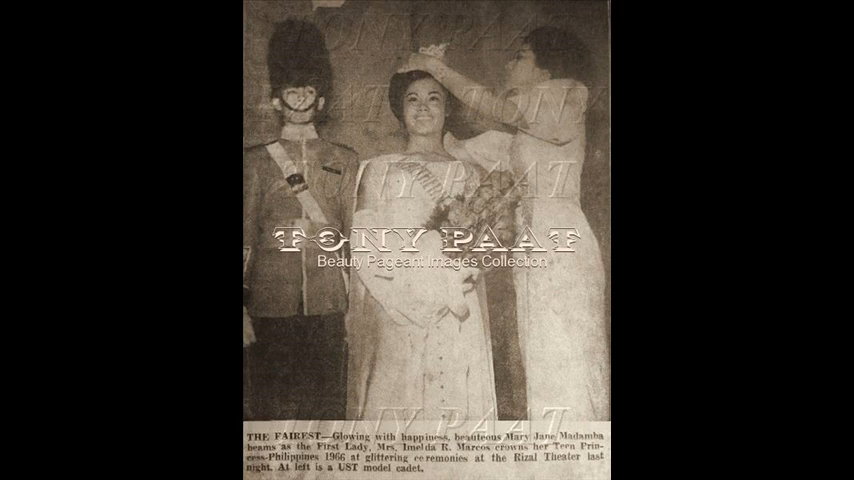 TONY PAAT
TONY PAAT
Beauty Pageant Images Collection
THE FAIREST—Glowing with happiness, beauteous Mary Jane Madamba
beams as the First Lady, Mrs. Imelda R. Marcos crowns her Teen Prin-
cess-Philippines 1966 at glittering ceremonies at the Rizal Theater last
night. At left is a UST model cadet.